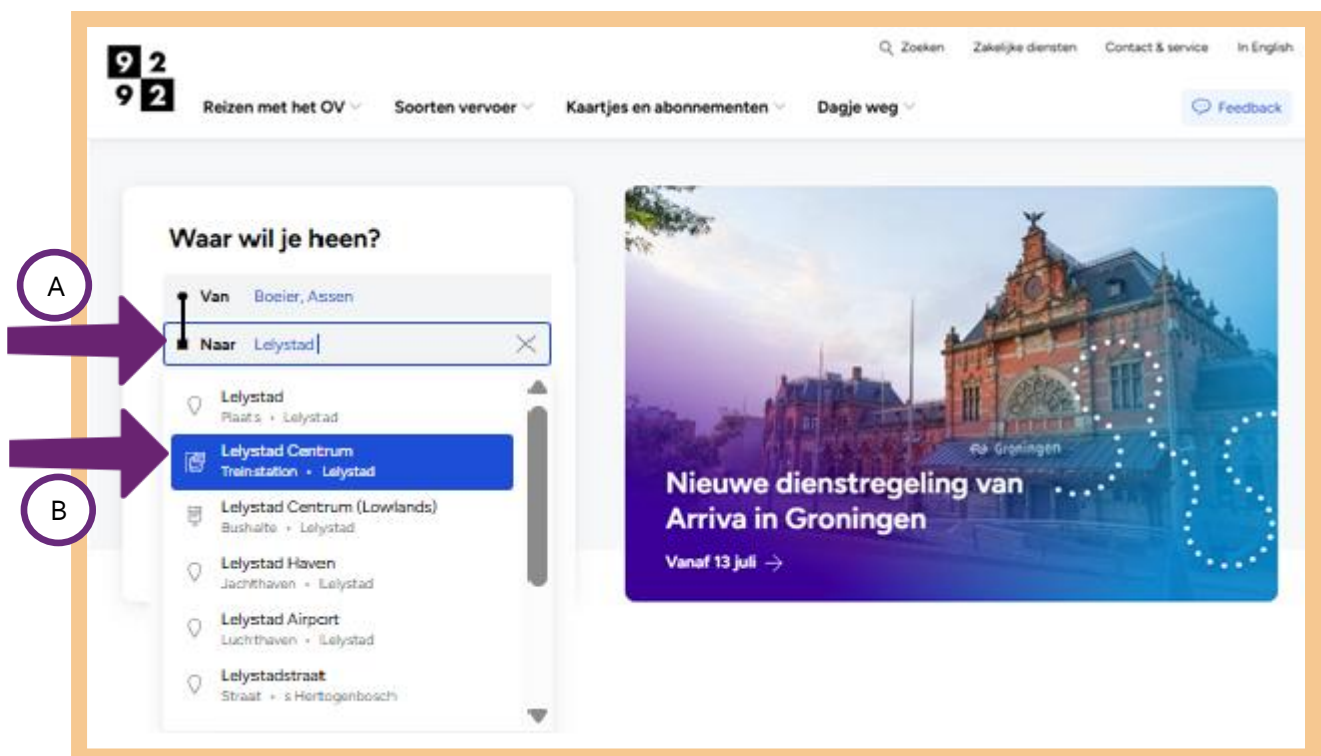 9 2
9 2
Zoeken Zakelijke diensten Contact & service In English
Reizen met het OV Soorten vervoer Kaartjes en abonnementen Dagje weg Feedback
Waar wil je heen?
A
Van Boeier, Assen
Naar Lelystad
Lelystad
Plaats • Lelystad
Lelystad Centrum
Treinstation • Lelystad
B
Lelystad Centrum (Lowlands)
Bushalte • Lelystad
Lelystad Haven
Jachthaven • Lelystad
Lelystad Airport
Luchthaven • Lelystad
Lelystadstraat
Straat • s Hertogenbosch
Groningen
Nieuwe dienstregeling van
Arriva in Groningen
Vanaf 13 juli →